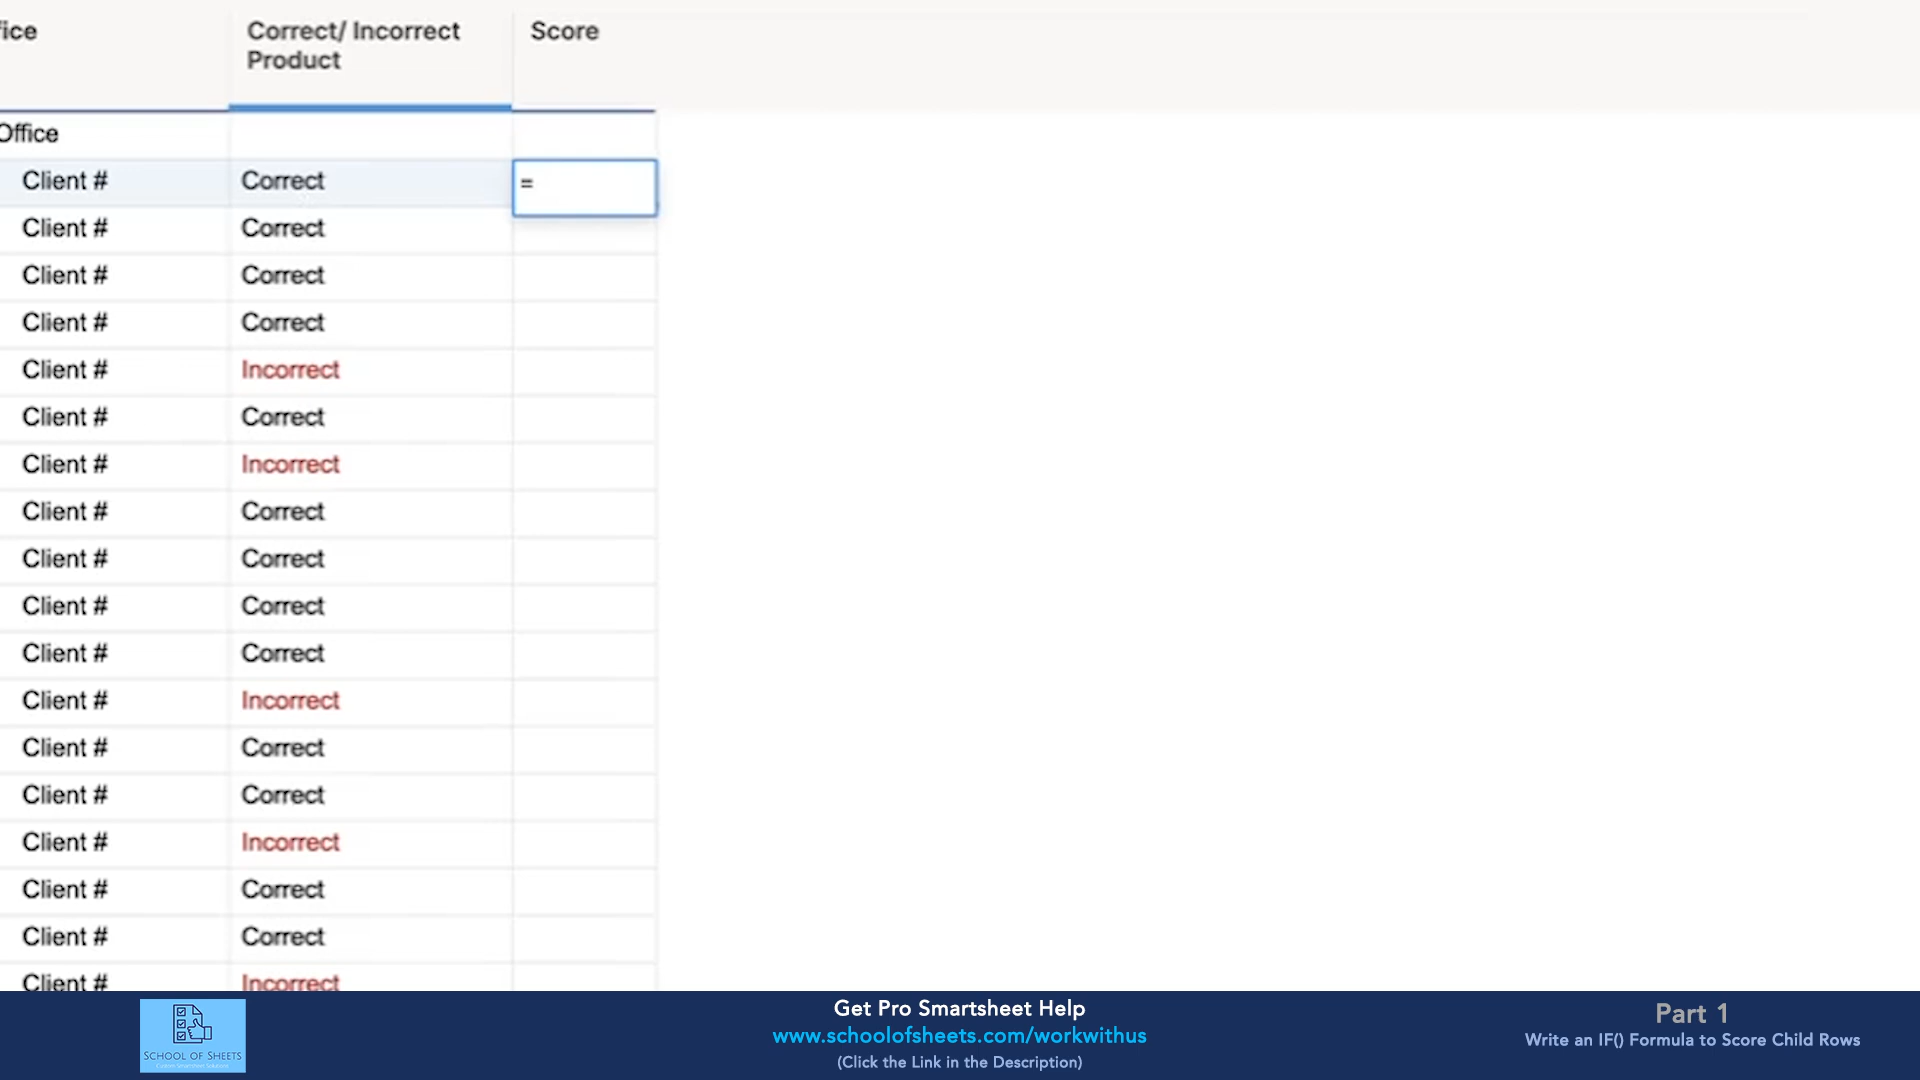 fice
Correct/ Incorrect
Product
Score
Office
Client # Correct =
Client # Correct
Client # Correct
Client # Correct
Client # Incorrect
Client # Correct
Client # Incorrect
Client # Correct
Client # Correct
Client # Correct
Client # Correct
Client # Incorrect
Client # Correct
Client # Correct
Client # Incorrect
Client # Correct
Client # Correct
Client # Incorrect
SCHOOL OF SHEETS
Get Pro Smartsheet Help
www.schoolofsheets.com/workwithus
(Click the Link in the Description)
Part 1
Write an IF() Formula to Score Child Rows